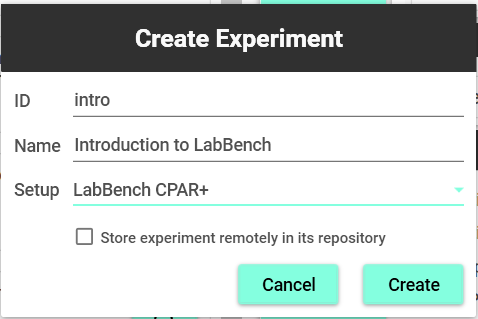 Create Experiment
ID intro
Name Introduction to LabBench
Setup LabBench CPAR+
Store experiment remotely in its repository
Cancel Create